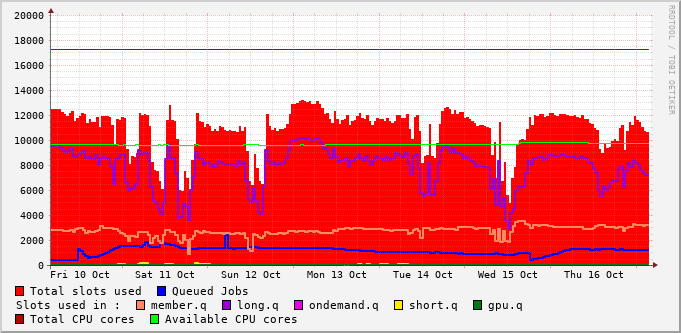 20000
18000
16000
14000
12000
10000
8000
6000
4000
2000
0
Fri 10 Oct Sat 11 Oct Sun 12 Oct Mon 13 Oct Tue 14 Oct Wed 15 Oct Thu 16 Oct
RRDTOOL / TOBI OETIKER
Total slots used Queued Jobs
Slots used in : member.q long.q ondemand.q short.q gpu.q
Total CPU cores Available CPU cores